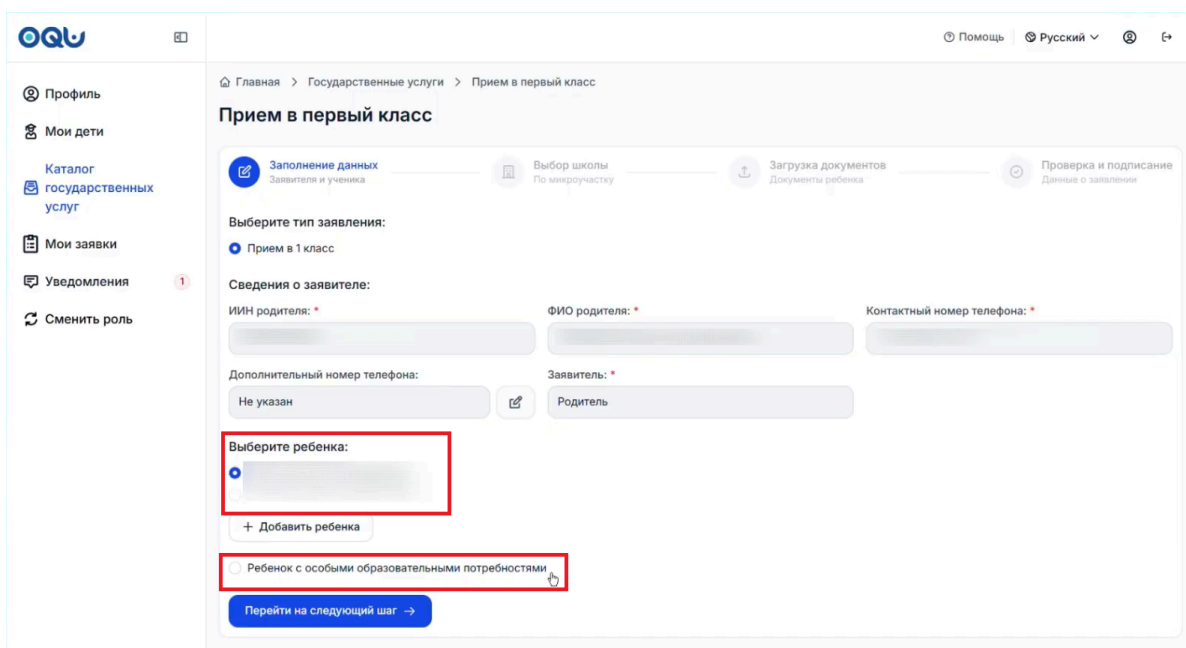 OQU
Помощь
Русский
Профиль
Мои дети
Каталог
государственных
услуг
Мои заявки
Уведомления 1
Сменить роль
Главная > Государственные услуги > Прием в первый класс
Прием в первый класс
Заполнение данных
Заявителя и ученика
Выбор школы
По микроучастку
Загрузка документов
Документы ребенка
Проверка и подписание
Данные о заявлении
Выберите тип заявления:
Прием в 1 класс
Сведения о заявителе:
ИИН родителя: *
ФИО родителя: *
Контактный номер телефона: *
Дополнительный номер телефона:
Заявитель: *
Не указан
Родитель
Выберите ребенка:
+ Добавить ребенка
Ребенок с особыми образовательными потребностями
Перейти на следующий шаг →